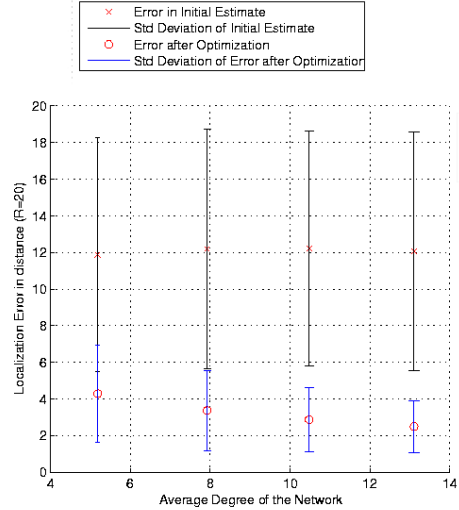 Error in Initial Estimate
Std Deviation of Initial Estimate
Error after Optimization
Std Deviation of Error after Optimization
20
18
16
14
12
10
8
6
4
2
0
Localization Error in distance (R=20)
4 6 8 10 12 14
Average Degree of the Network